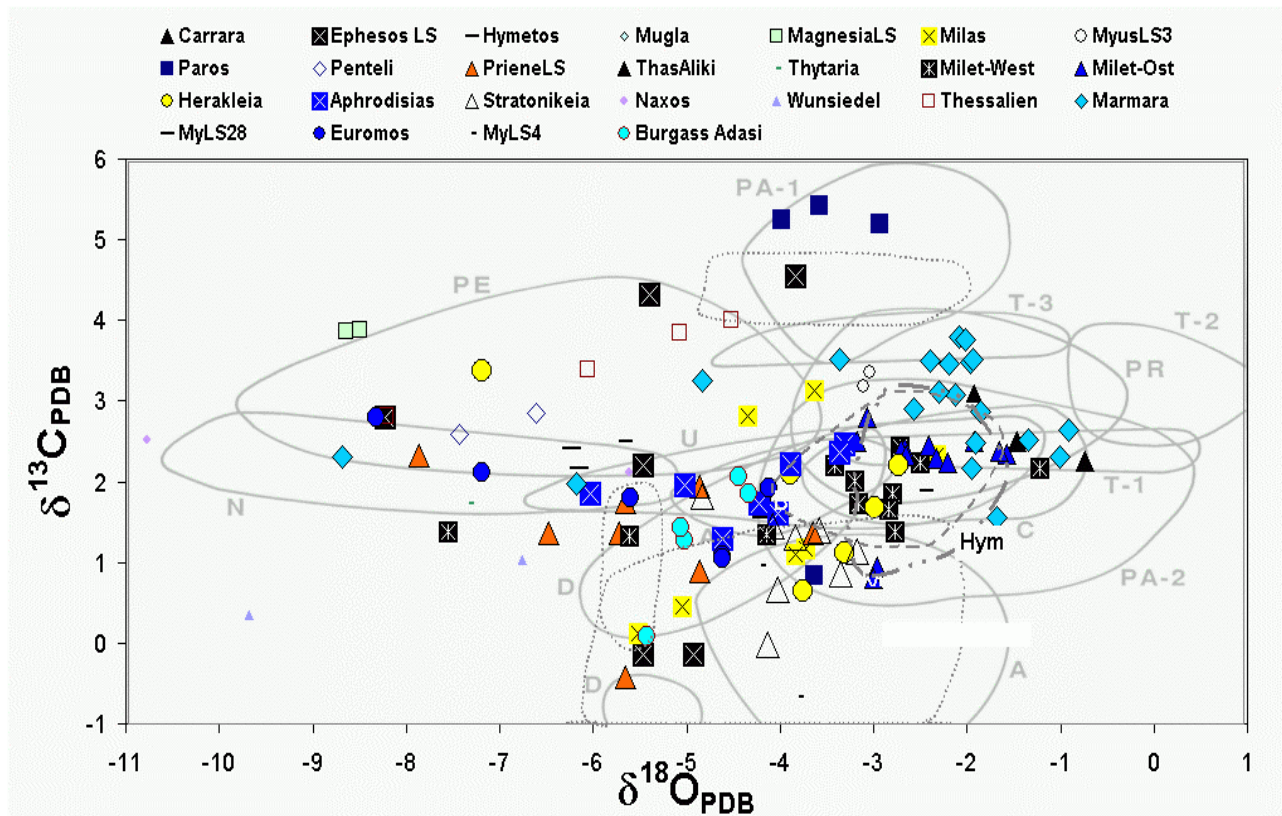 Carrara Ephesos LS Hymetos Mugla MagnesiaLS Milas MyusLS3
Paros Penteli PrieneLS ThasAliki Thytaria Milet-West Milet-Ost
Herakleia Aphrodisias Stratonikeia Naxos Wunsiedel Thessalien Marmara
MyLS28 Euromos MyLS4 Burgass Adasi
6
PA-1
5
PE
T-3
4
T-2
PR
3
U
2
N
T-1
C
1
Hym
D
PA-2
0
A
D
-1
-11 -10 -9 -8 -7 -6 -5 -4 -3 -2 -1 0 1
δ18OPDB
δ13CPDB